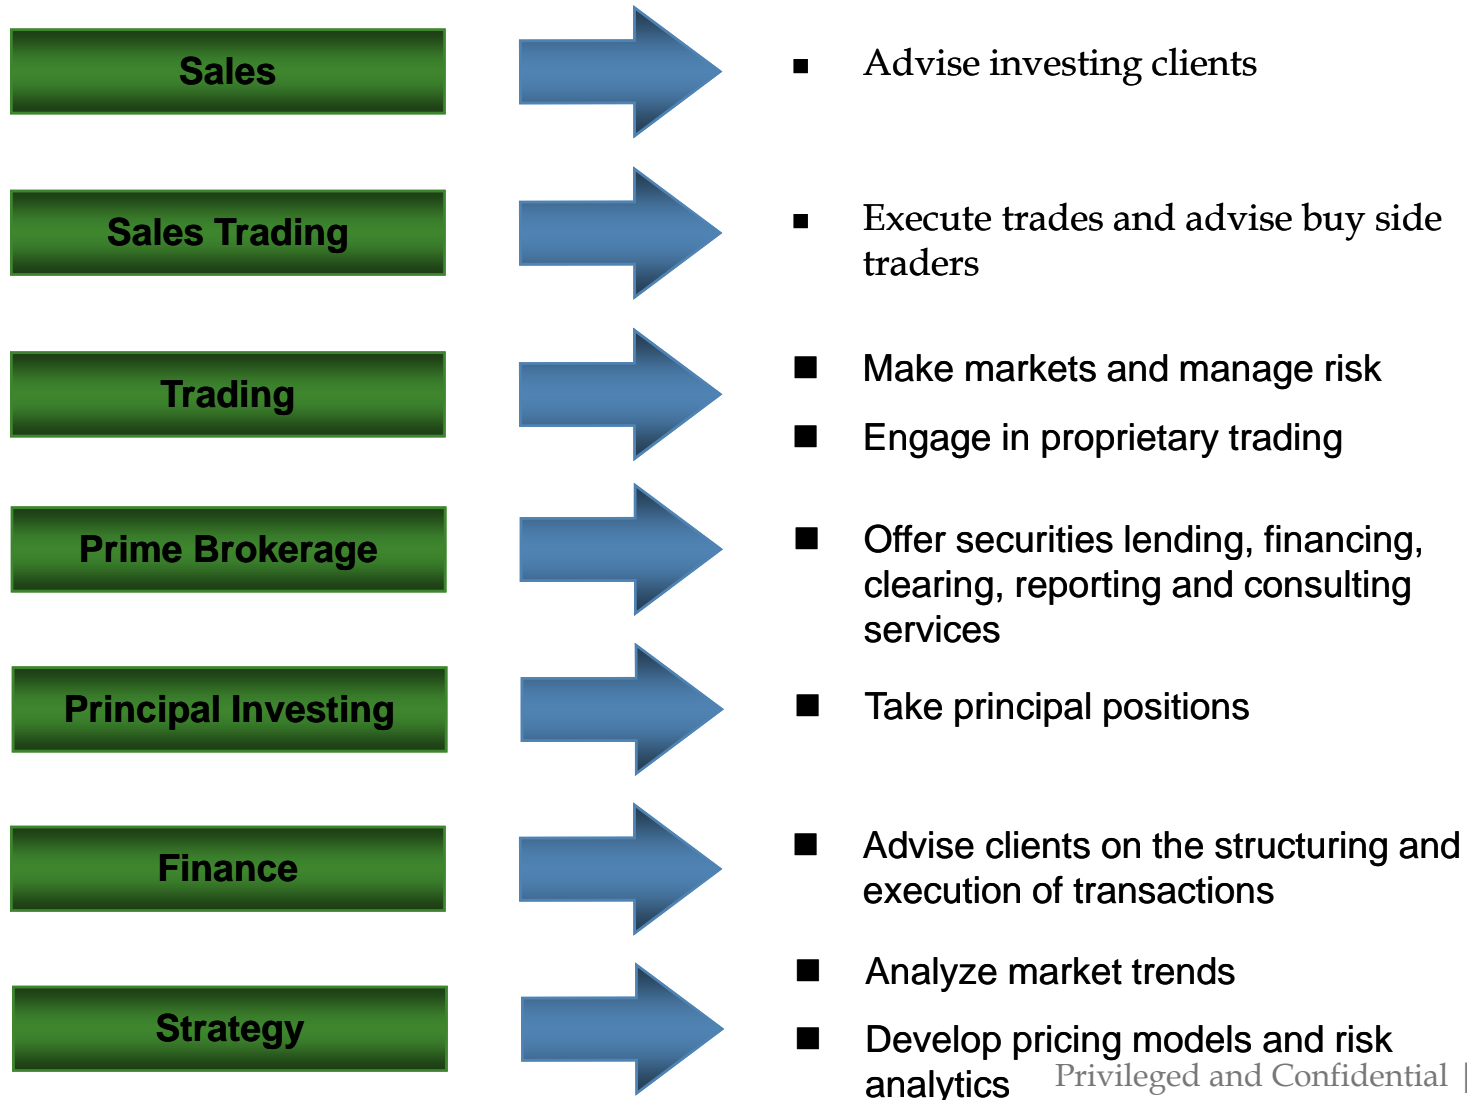 Sales
■ Advise investing clients
Sales Trading
■ Execute trades and advise buy side
traders
Trading
■ Make markets and manage risk
■ Engage in proprietary trading
Prime Brokerage
■ Offer securities lending, financing,
clearing, reporting and consulting
services
Principal Investing
■ Take principal positions
Finance
■ Advise clients on the structuring and
execution of transactions
Strategy
■ Analyze market trends
■ Develop pricing models and risk
analytics
Privileged and Confidential |